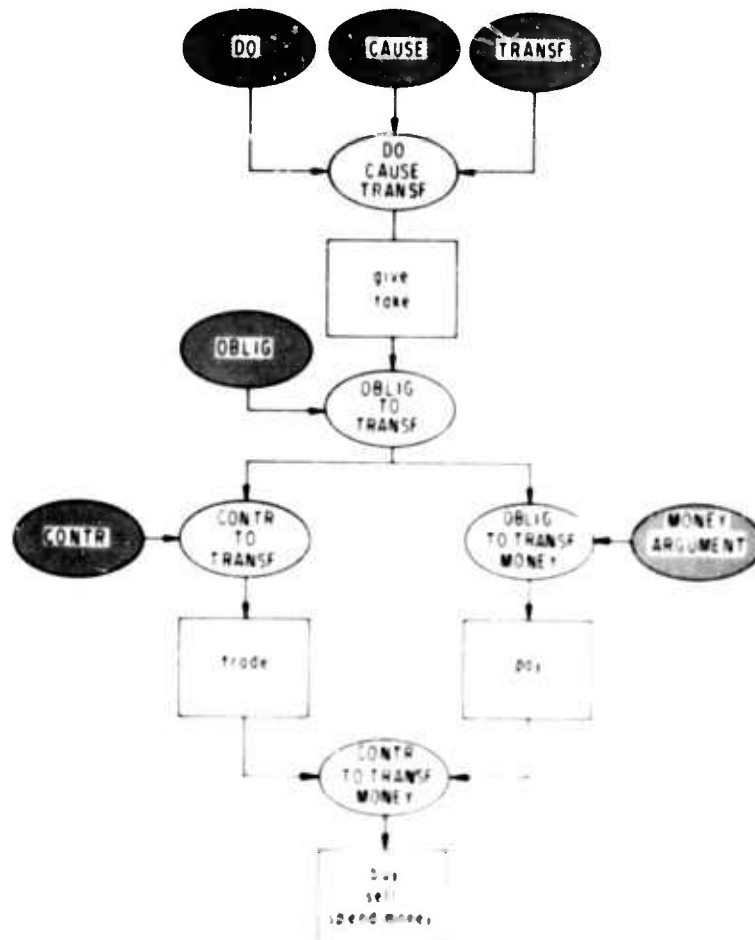 DO
CAUSE
TRANSF
DO
CAUSE
TRANSF
give
take
OBLIG
OBLIG
TO
TRANSF
CONTR
CONTR
TO
TRANSF
OBLIG
TO TRANSF
MONEY
MONEY
ARGUMENT
trade
pay
CONTR
TO TRANSF
MONEY
buy
sell
spend money